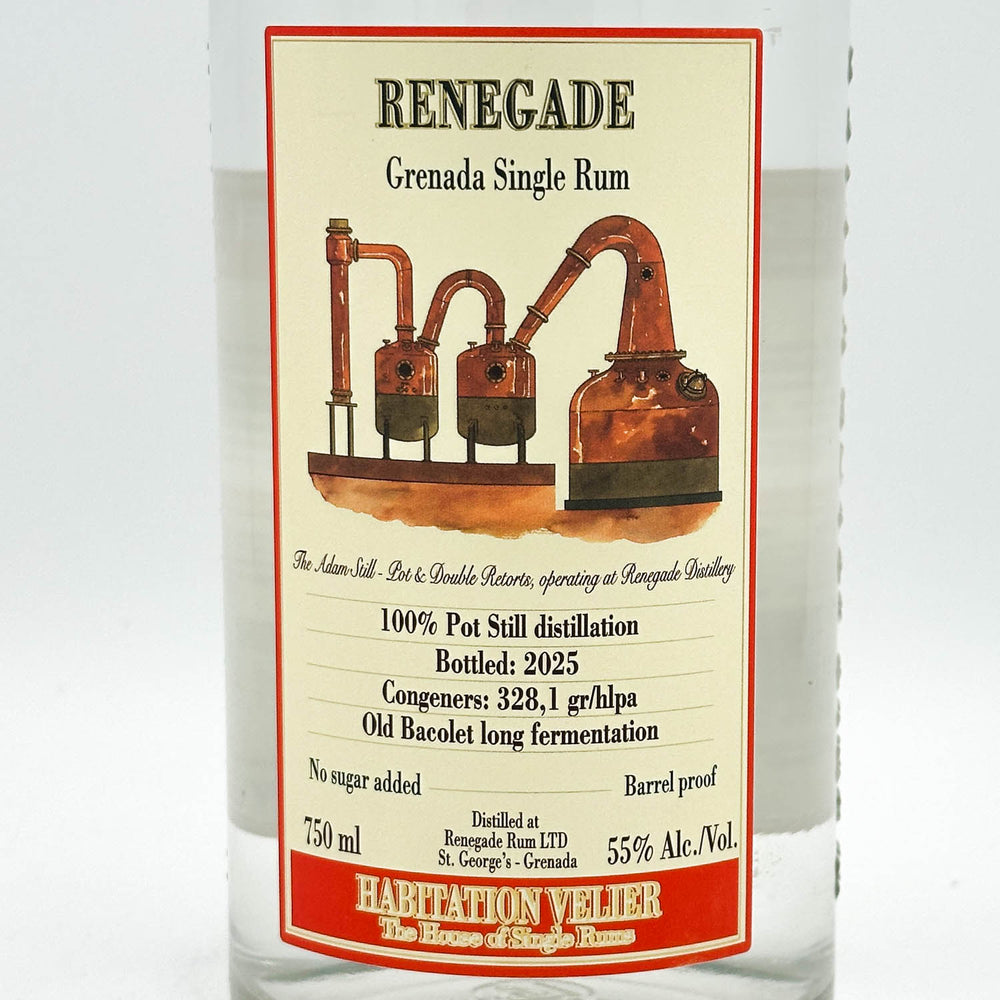 RENEGADE
Grenada Single Rum
The Adam Still - Pot & Double Retorts, operating at Renegade Distillery
100% Pot Still distillation
Bottled: 2025
Congeners: 328,1 gr/hlpa
Old Bacolet long fermentation
No sugar added
Barrel proof
750 ml
Distilled at
Renegade Rum LTD
St. George's - Grenada
55% Alc./Vol.
HABITATION VELIER
The House of Single Rums